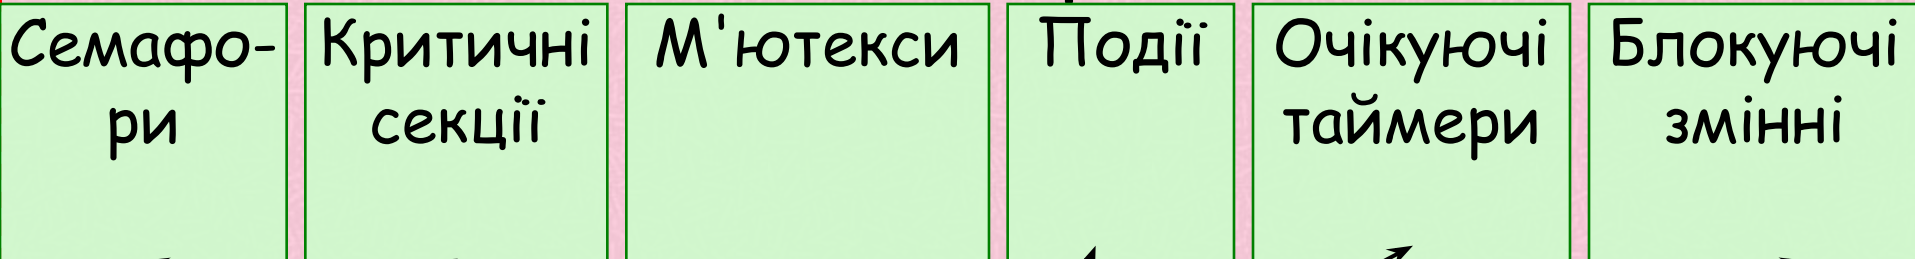 Семафо-
ри
Критичні
секції
М'ютекси
Події
Очікуючі
таймери
Блокуючі
змінні